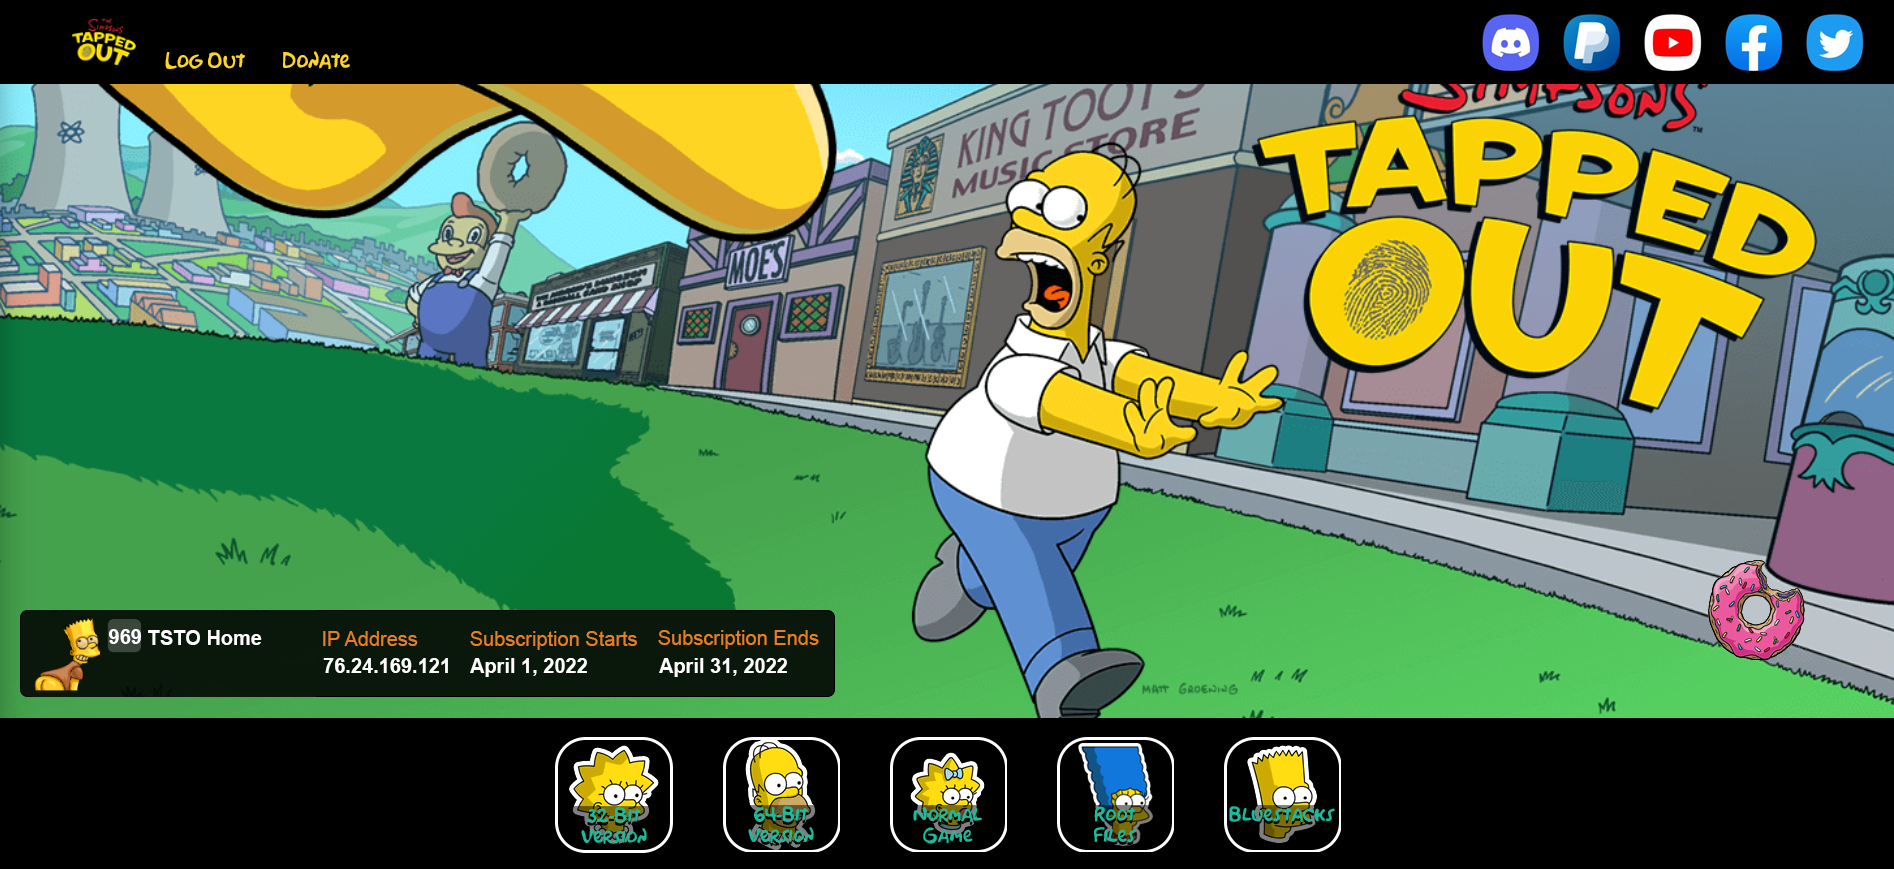 THE
Simpsons
TAPPED
OUT
Log Out
Donate
SIMPSONS
TM
TAPPED
OUT
KING TOOT'S
MUSIC STORE
MOE'S
969 TSTO Home
IP Address
76.24.169.121
Subscription Starts
April 1, 2022
Subscription Ends
April 31, 2022
MATT GROENING
32-Bit
Version
64-Bit
Version
Normal
Game
Root
Files
Bluestacks